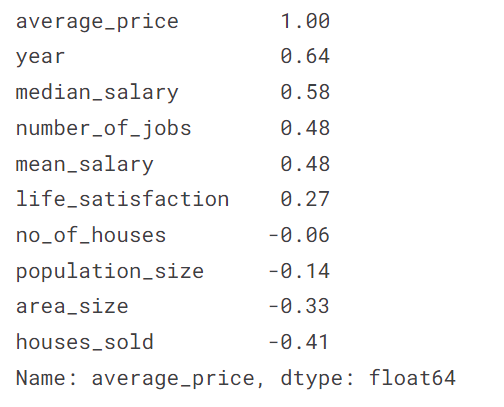 average_price 1.00
year 0.64
median_salary 0.58
number_of_jobs 0.48
mean_salary 0.48
life_satisfaction 0.27
no_of_houses -0.06
population_size -0.14
area_size -0.33
houses_sold -0.41
Name: average_price, dtype: float64